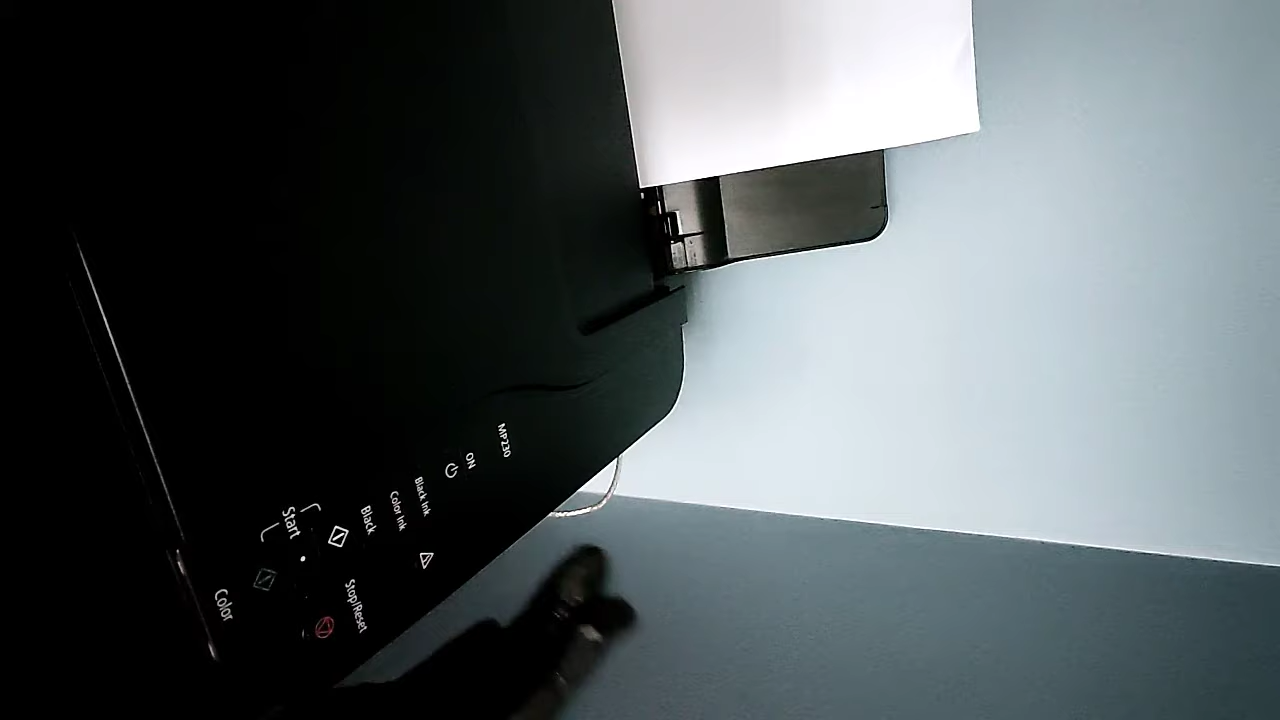 MP230
ON
Black Ink
Color Ink
Black
Start
Stop/Reset
Color